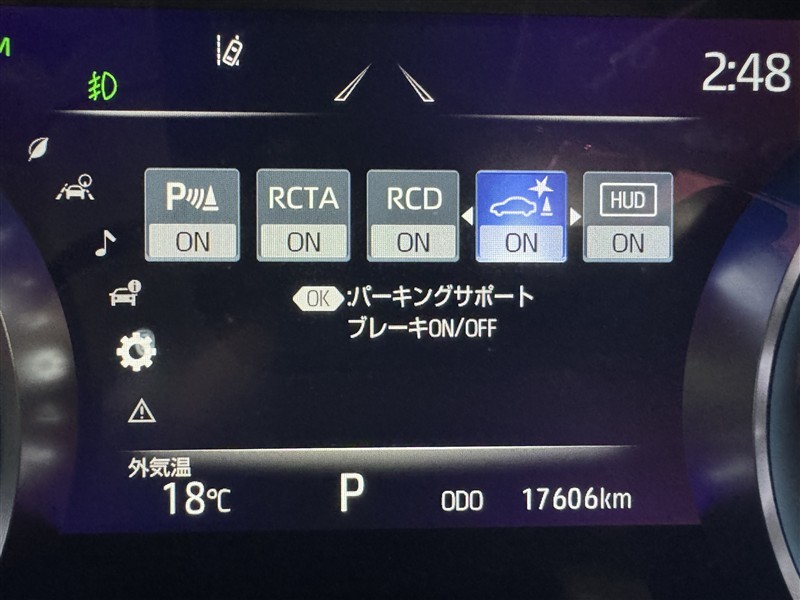 2:48
P
RCTA
RCD
HUD
ON
ON
ON
ON
ON
OK :パーキングサポート
ブレーキON/OFF
外気温
18℃
P
ODO 17606km